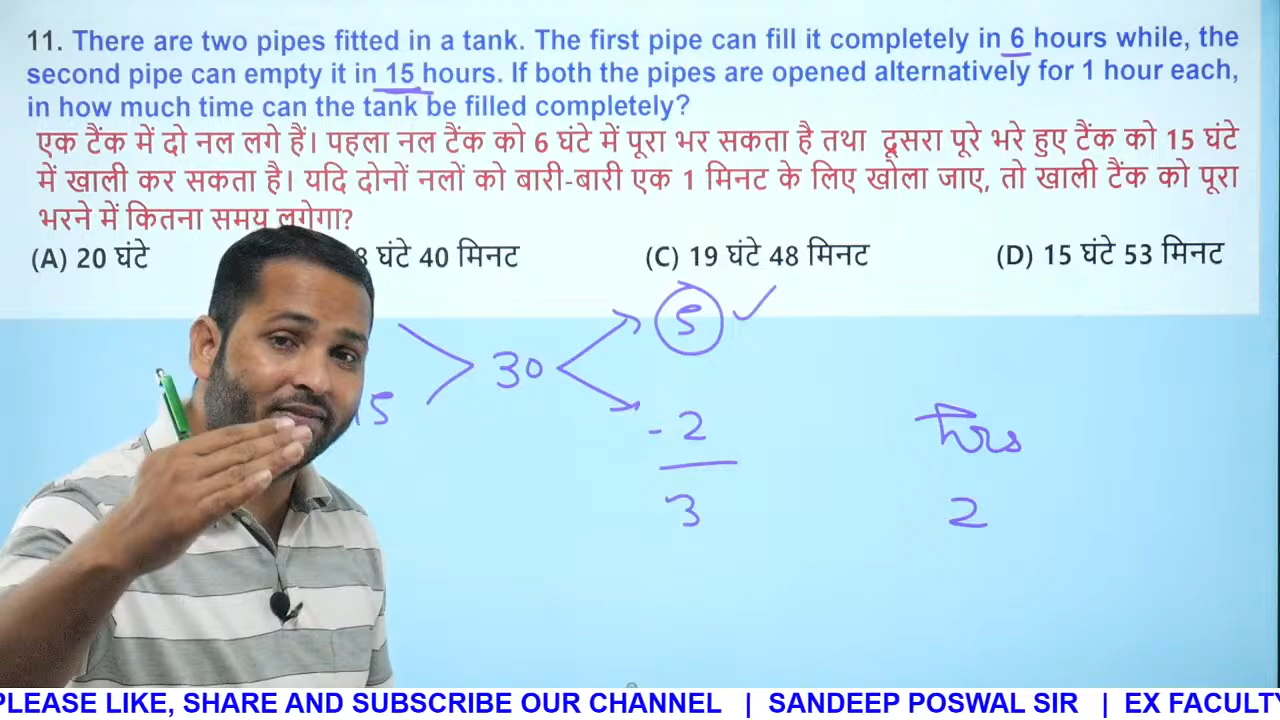 11. There are two pipes fitted in a tank. The first pipe can fill it completely in 6 hours while, the
second pipe can empty it in 15 hours. If both the pipes are opened alternatively for 1 hour each,
in how much time can the tank be filled completely?
एक टैंक में दो नल लगे हैं। पहला नल टैंक को 6 घंटे में पूरा भर सकता है तथा दूसरा पूरे भरे हुए टैंक को 15 घंटे
में खाली कर सकता है। यदि दोनों नलों को बारी-बारी एक 1 मिनट के लिए खोला जाए, तो खाली टैंक को पूरा
भरने में कितना समय लगेगा?
(A) 20 घंटे 8 घंटे 40 मिनट (C) 19 घंटे 48 मिनट (D) 15 घंटे 53 मिनट
5
30
15
-2
hrs
3
2
PLEASE LIKE, SHARE AND SUBSCRIBE OUR CHANNEL | SANDEEP POSWAL SIR | EX FACULTY